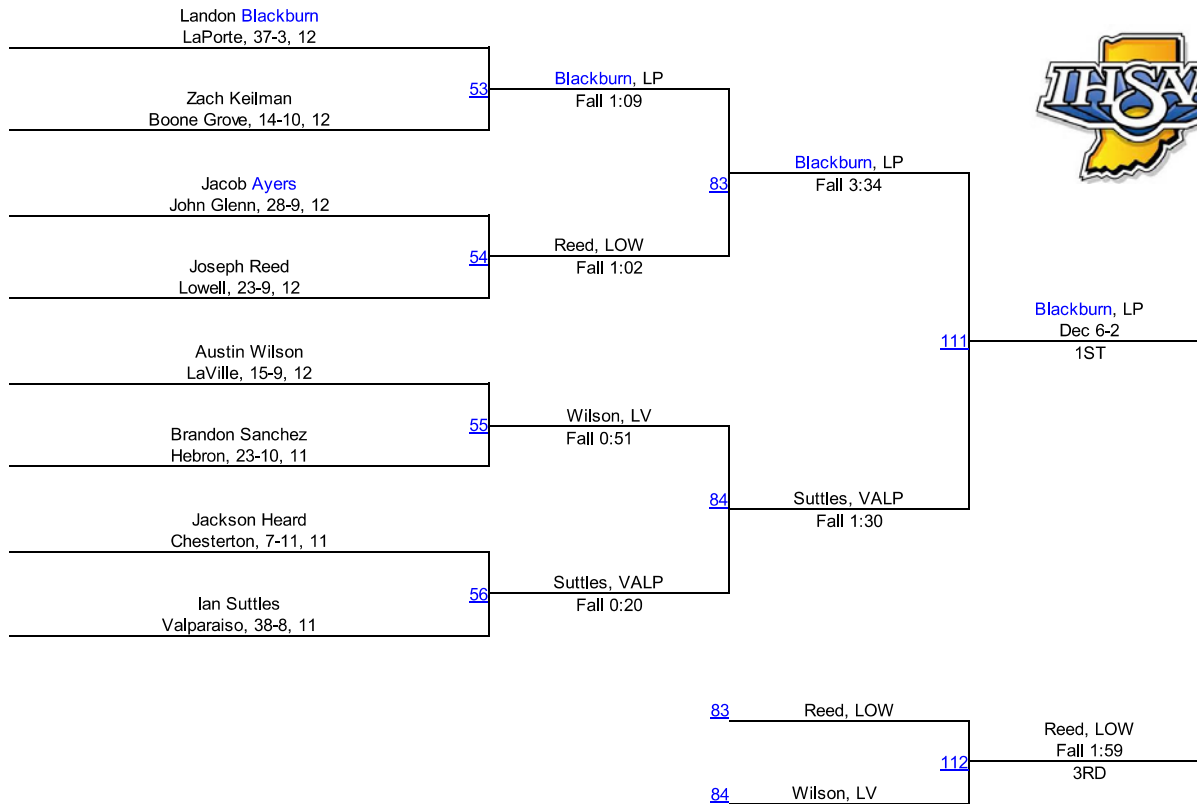 Landon Blackburn
LaPorte, 37-3, 12
53
Zach Keilman
Boone Grove, 14-10, 12
Blackburn, LP
Fall 1:09
IHSAA
Jacob Ayers
John Glenn, 28-9, 12
83
Blackburn, LP
Fall 3:34
54
Reed, LOW
Fall 1:02
Joseph Reed
Lowell, 23-9, 12
111
Blackburn, LP
Dec 6-2
1ST
Austin Wilson
LaVille, 15-9, 12
55
Wilson, LV
Fall 0:51
Brandon Sanchez
Hebron, 23-10, 11
84
Suttles, VALP
Fall 1:30
Jackson Heard
Chesterton, 7-11, 11
56
Suttles, VALP
Fall 0:20
Ian Suttles
Valparaiso, 38-8, 11
83
Reed, LOW
112
Reed, LOW
Fall 1:59
3RD
84
Wilson, LV